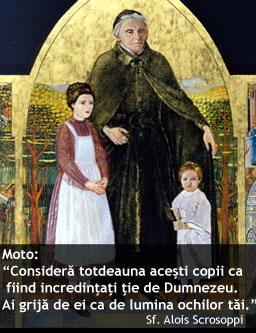 Moto:
“Consideră totdeauna acești copii ca
fiind incredințați ție de Dumnezeu.
Ai grijă de ei ca de lumina ochilor tăi.”
Sf. Alois Scrosoppi